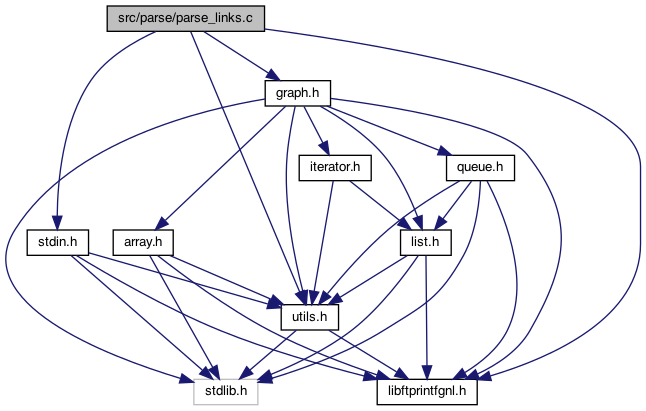 src/parse/parse_links.c
graph.h
iterator.h
queue.h
stdin.h
array.h
list.h
utils.h
stdlib.h
libftprintfgnl.h